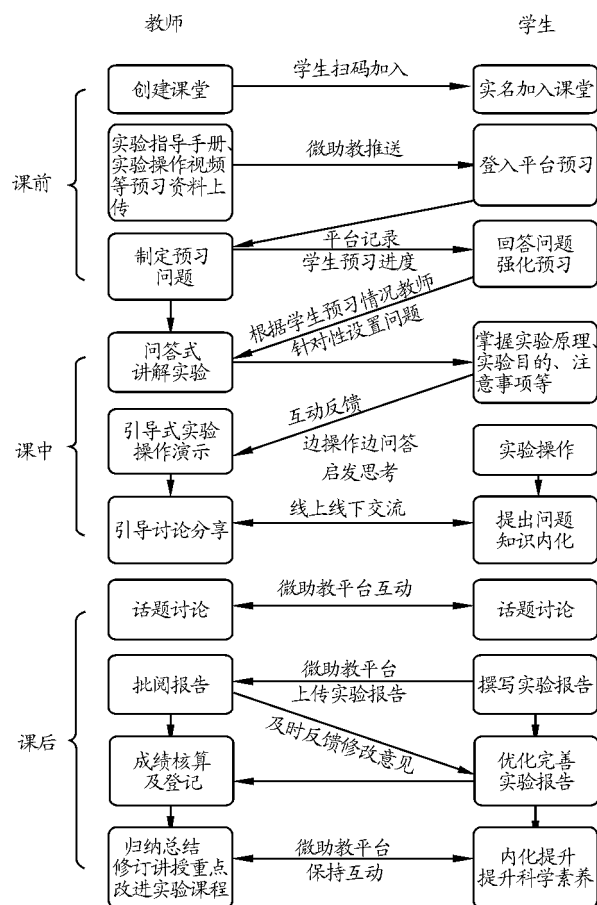 教师
学生
学生扫码加入
创建课堂
实名加入课堂
实验指导手册、
实验操作视频
等预习资料上
传
微助教推送
登入平台预习
课前
平台记录
学生预习进度
制定预习
问题
回答问题
强化预习
根据学生预习情况教师
针对性设置问题
问答式
讲解实验
掌握实验原理、
实验目的、注
意事项等
互动反馈
课中
引导式实验
操作演示
边操作边问答
启发思考
实验操作
线上线下交流
引导讨论分享
提出问题
知识内化
微助教平台互动
话题讨论
话题讨论
微助教平台
上传实验报告
批阅报告
撰写实验报告
及时反馈修改意见
课后
成绩核算
及登记
优化完善
实验报告
归纳总结
修订讲授重点
改进实验课程
微助教平台
保持互动
内化提升
提升科学素养